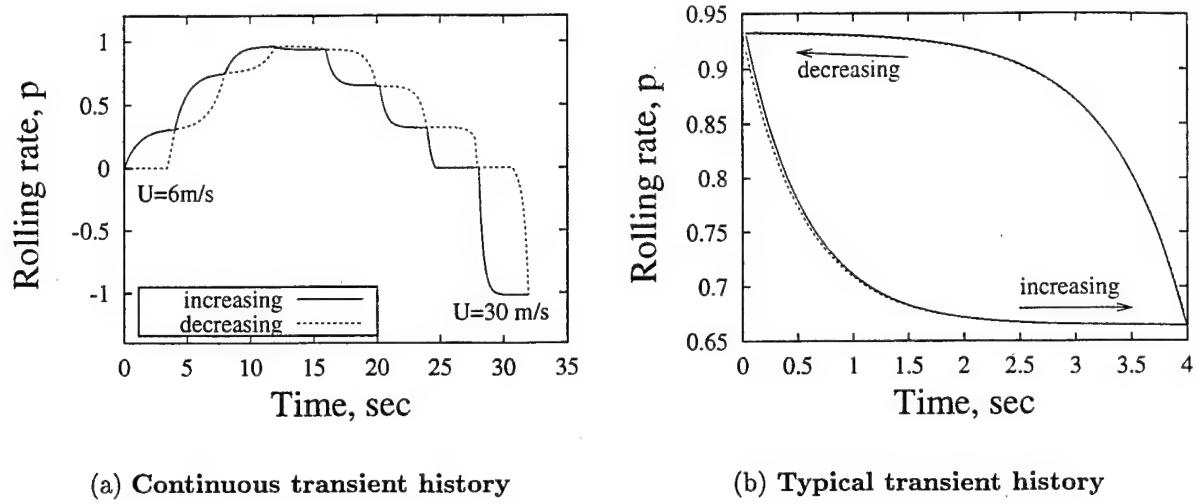 Rolling rate, p
1
0.5
0
-0.5
-1
U=6m/s
increasing
decreasing
U=30 m/s
0 5 10 15 20 25 30 35
Time, sec
(a) Continuous transient history
Rolling rate, p
0.95
0.9
0.85
0.8
0.75
0.7
0.65
decreasing
increasing
0 0.5 1 1.5 2 2.5 3 3.5 4
Time, sec
(b) Typical transient history